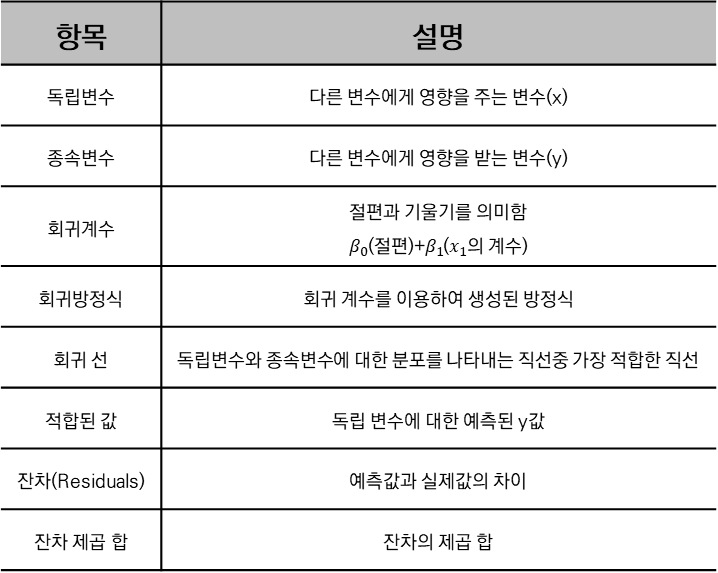 항목 설명
독립변수 다른 변수에게 영향을 주는 변수(x)
종속변수 다른 변수에게 영향을 받는 변수(y)
회귀계수 절편과 기울기를 의미함
𝛽₀(절편)+𝛽₁(𝑥₁의 계수)
회귀방정식 회귀 계수를 이용하여 생성된 방정식
회귀 선 독립변수와 종속변수에 대한 분포를 나타내는 직선중 가장 적합한 직선
적합된 값 독립 변수에 대한 예측된 y값
잔차(Residuals) 예측값과 실제값의 차이
잔차 제곱 합 잔차의 제곱 합